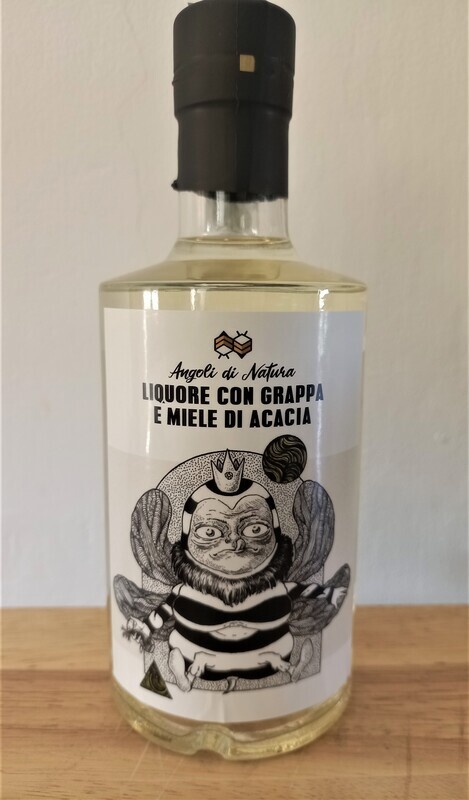 Angoli di Natura
LIQUORE CON GRAPPA
E MIELE DI ACACIA